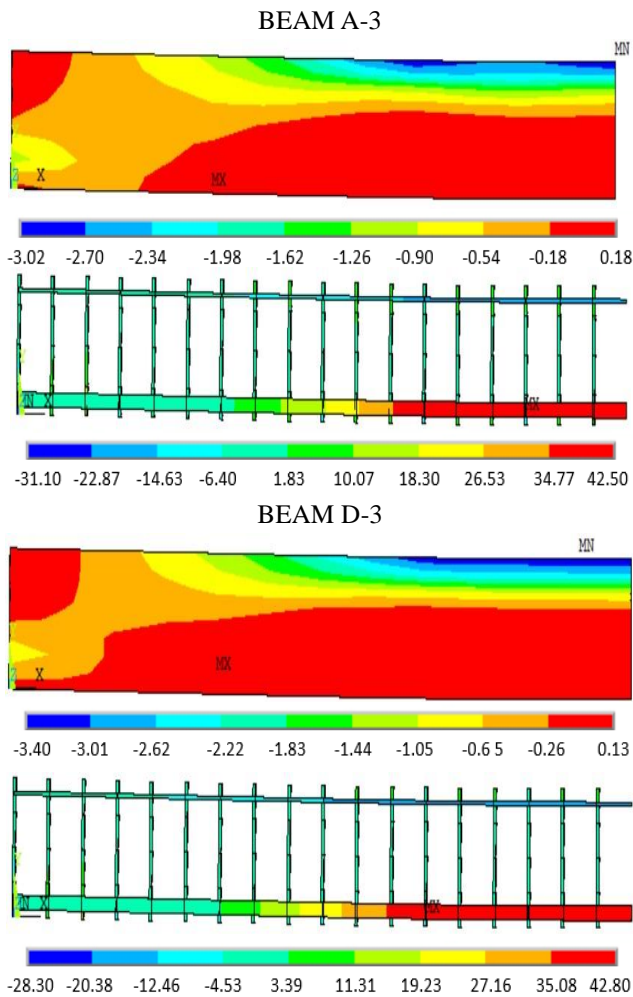 BEAM A-3
MN
Z X
MX
-3.02 -2.70 -2.34 -1.98 -1.62 -1.26 -0.90 -0.54 -0.18 0.18
X MX
-31.10 -22.87 -14.63 -6.40 1.83 10.07 18.30 26.53 34.77 42.50
BEAM D-3
MN
MX
Z X
-3.40 -3.01 -2.62 -2.22 -1.83 -1.44 -1.05 -0.6 5 -0.26 0.13
X MX
-28.30 -20.38 -12.46 -4.53 3.39 11.31 19.23 27.16 35.08 42.80